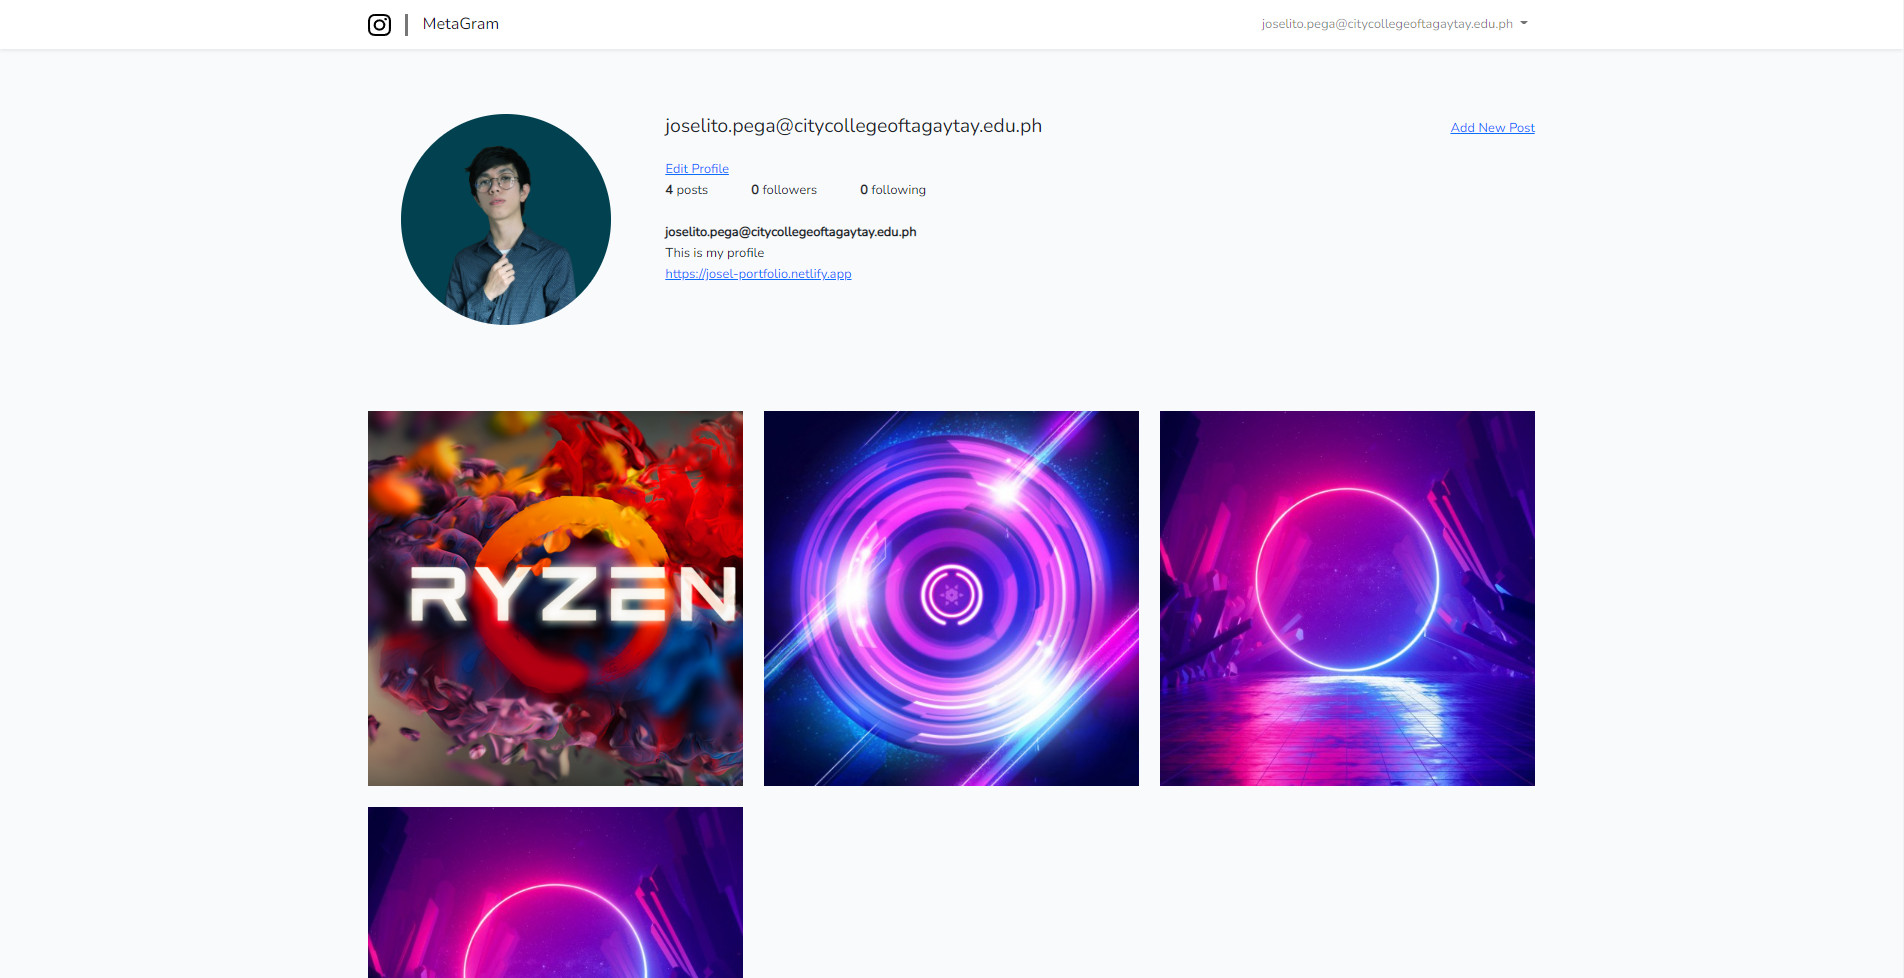 MetaGram
joselito.pega@citycollegeoftagaytay.edu.ph
joselito.pega@citycollegeoftagaytay.edu.ph
Add New Post
Edit Profile
4 posts 0 followers 0 following
joselito.pega@citycollegeoftagaytay.edu.ph
This is my profile
https://josel-portfolio.netlify.app
RYZEN